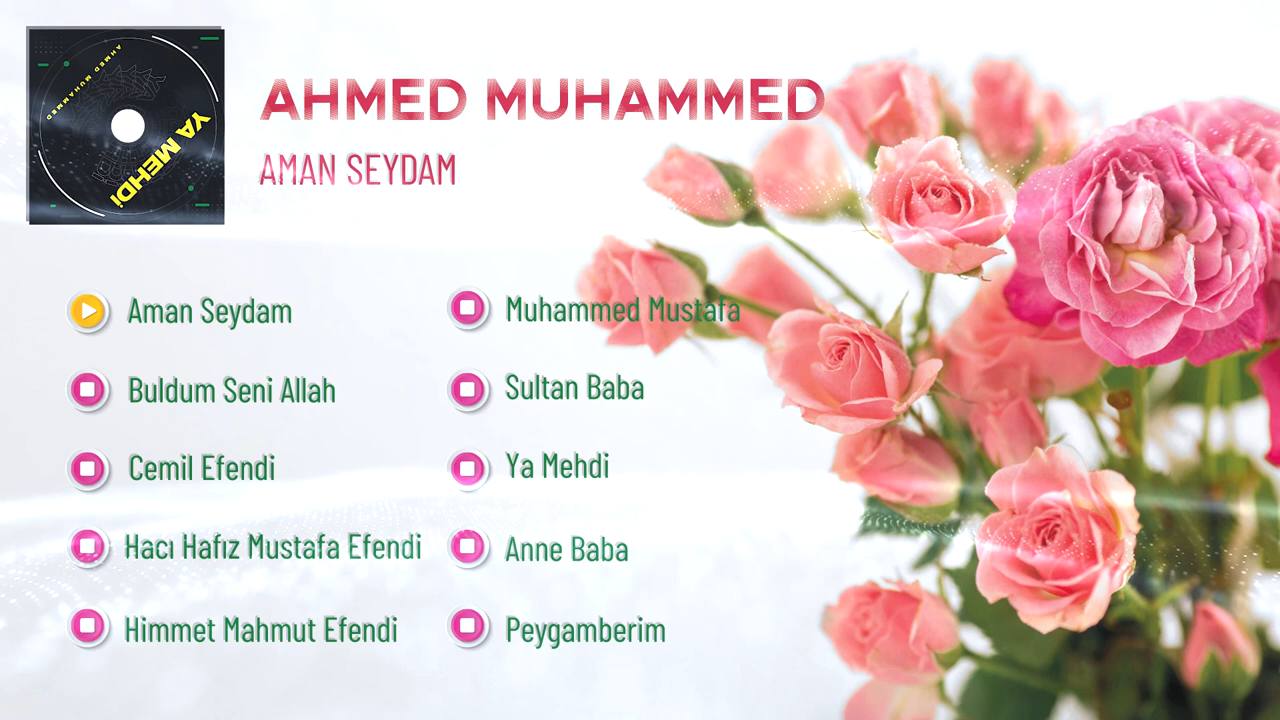 AHMED MUHAMMED
YA MEHDİ
AHMED MUHAMMED
AMAN SEYDAM
Aman Seydam
Buldum Seni Allah
Cemil Efendi
Hacı Hafız Mustafa Efendi
Himmet Mahmut Efendi
Muhammed Mustafa
Sultan Baba
Ya Mehdi
Anne Baba
Peygamberim